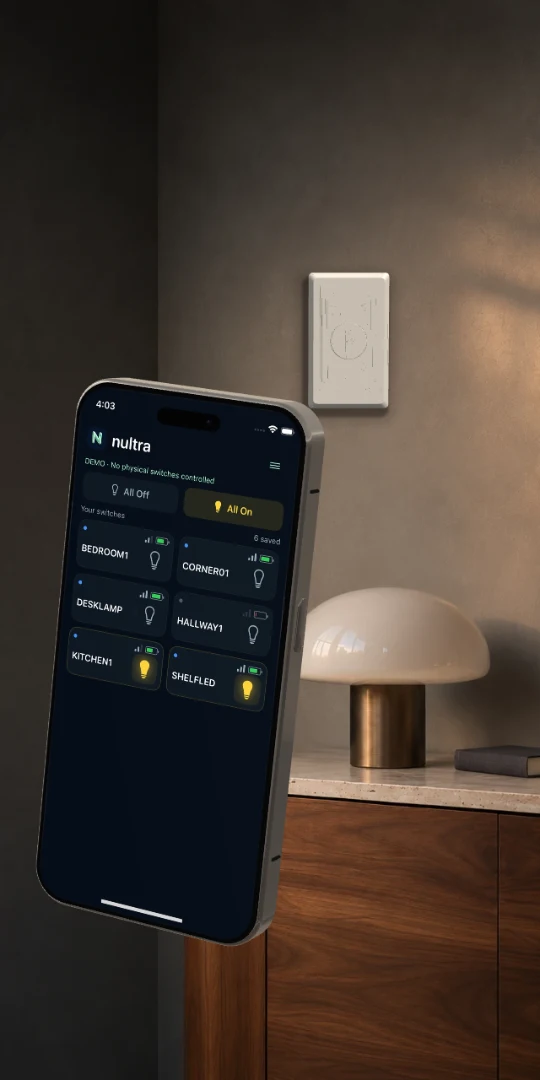 4:03
N nultra
DEMO - No physical switches controlled
All Off
All On
Your switches
6 saved
BEDROOM1
CORNER01
DESKLAMP
HALLWAY1
KITCHEN1
SHELFLED